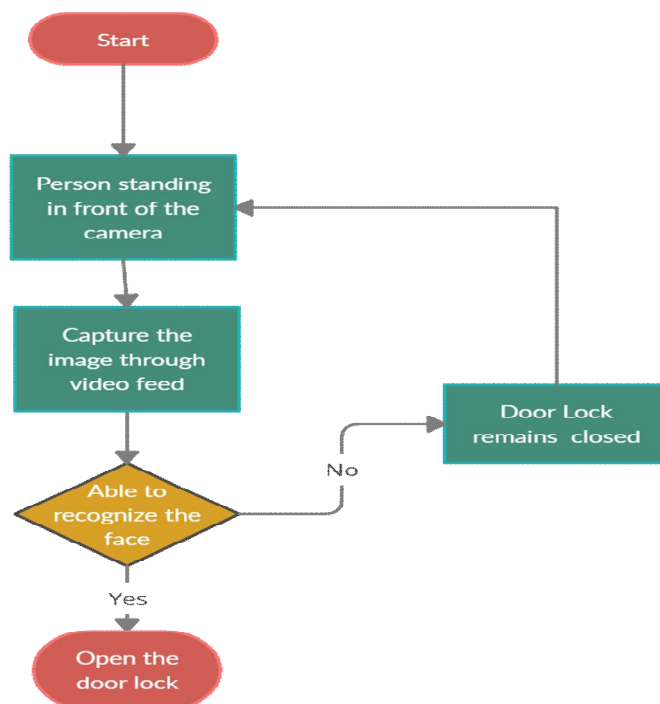 Start
Person standing
in front of the
camera
Capture the
image through
video feed
Able to
recognize the
face
No
Door Lock
remains closed
Yes
Open the
door lock